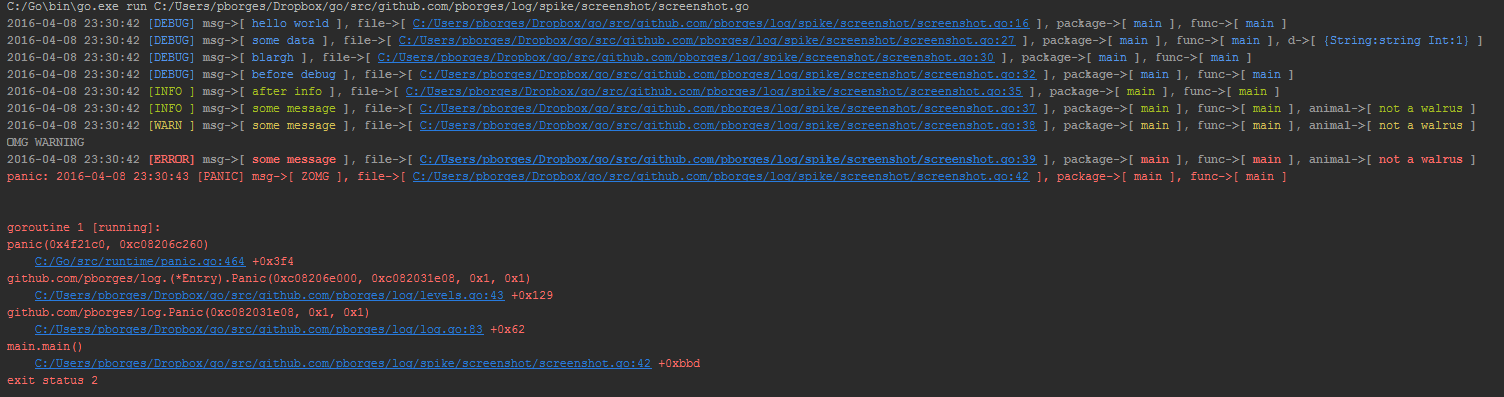 C:/Go\bin\go.exe run C:/Users/pborges/Dropbox/go/src/github.com/pborges/log/spike/screenshot/screenshot.go
2016-04-08 23:30:42 [DEBUG] msg->[ hello world ], file->[ C:/Users/pborges/Dropbox/go/src/github.com/pborges/log/spike/screenshot/screenshot.go:16 ], package->[ main ], func->[ main ]
2016-04-08 23:30:42 [DEBUG] msg->[ some data ], file->[ C:/Users/pborges/Dropbox/go/src/github.com/pborges/log/spike/screenshot/screenshot.go:27 ], package->[ main ], func->[ main ], d->[ {String:string Int:1} ]
2016-04-08 23:30:42 [DEBUG] msg->[ blargh ], file->[ C:/Users/pborges/Dropbox/go/src/github.com/pborges/log/spike/screenshot/screenshot.go:30 ], package->[ main ], func->[ main ]
2016-04-08 23:30:42 [DEBUG] msg->[ before debug ], file->[ C:/Users/pborges/Dropbox/go/src/github.com/pborges/log/spike/screenshot/screenshot.go:32 ], package->[ main ], func->[ main ]
2016-04-08 23:30:42 [INFO ] msg->[ after info ], file->[ C:/Users/pborges/Dropbox/go/src/github.com/pborges/log/spike/screenshot/screenshot.go:35 ], package->[ main ], func->[ main ]
2016-04-08 23:30:42 [INFO ] msg->[ some message ], file->[ C:/Users/pborges/Dropbox/go/src/github.com/pborges/log/spike/screenshot/screenshot.go:37 ], package->[ main ], func->[ main ], animal->[ not a walrus ]
2016-04-08 23:30:42 [WARN ] msg->[ some message ], file->[ C:/Users/pborges/Dropbox/go/src/github.com/pborges/log/spike/screenshot/screenshot.go:38 ], package->[ main ], func->[ main ], animal->[ not a walrus ]
OMG WARNING
2016-04-08 23:30:42 [ERROR] msg->[ some message ], file->[ C:/Users/pborges/Dropbox/go/src/github.com/pborges/log/spike/screenshot/screenshot.go:39 ], package->[ main ], func->[ main ], animal->[ not a walrus ]
panic: 2016-04-08 23:30:43 [PANIC] msg->[ ZOMG ], file->[ C:/Users/pborges/Dropbox/go/src/github.com/pborges/log/spike/screenshot/screenshot.go:42 ], package->[ main ], func->[ main ]
goroutine 1 [running]:
panic(0x4f21c0, 0xc08206c260)
C:/Go/src/runtime/panic.go:464 +0x3f4
github.com/pborges/log.(*Entry).Panic(0xc08206e000, 0xc082031e08, 0x1, 0x1)
C:/Users/pborges/Dropbox/go/src/github.com/pborges/log/levels.go:43 +0x129
github.com/pborges/log.Panic(0xc082031e08, 0x1, 0x1)
C:/Users/pborges/Dropbox/go/src/github.com/pborges/log/log.go:83 +0x62
main.main()
C:/Users/pborges/Dropbox/go/src/github.com/pborges/log/spike/screenshot/screenshot.go:42 +0xbbd
exit status 2